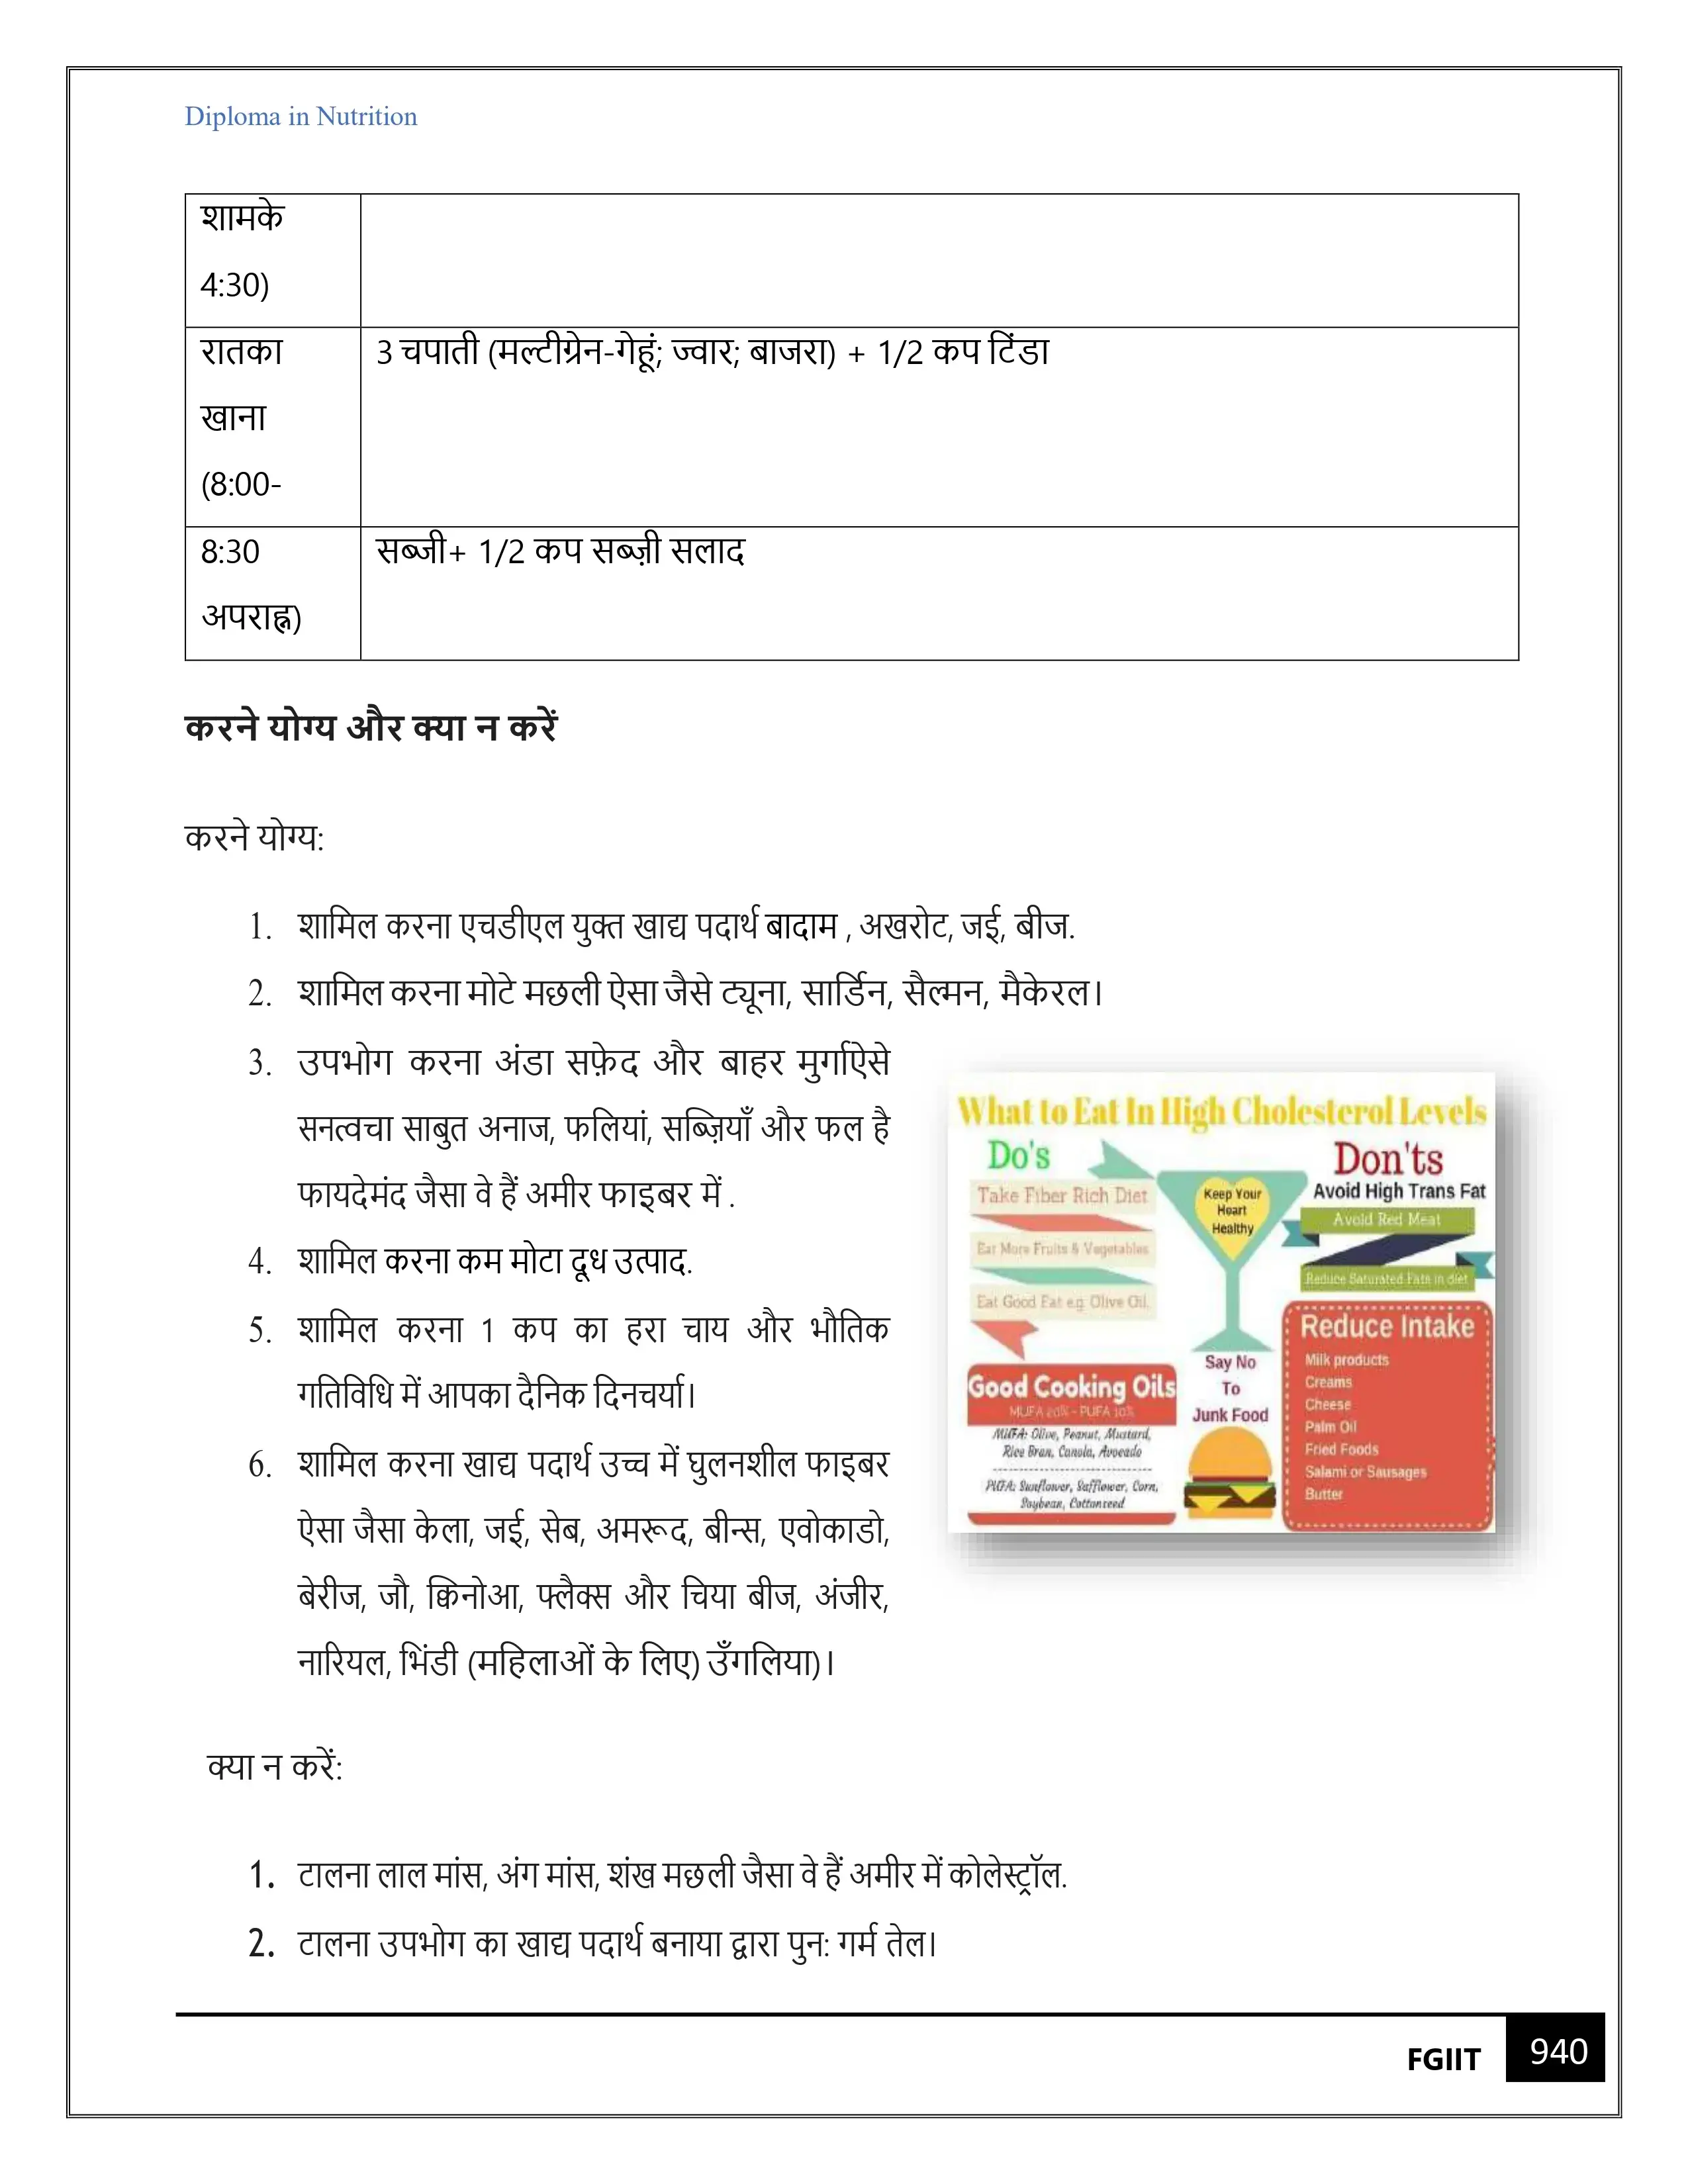 Diploma in Nutrition
शामके
4:30)
रातका 3 चपाती (मल्टीग्रेन-गेहूं; ज्वार; बाजरा) + 1/2 कप टिंडा
खाना
(8:00-
8:30 सब्जी+ 1/2 कप सब्ज़ी सलाद
अपराह्न)
करने योग्य और क्या न करें
करने योग्य:
1. शामिल करना एचडीएल युक्त खाद्य पदार्थ बादाम , अखरोट, जई, बीज.
2. शामिल करना मोटे मछली ऐसा जैसे ट्यूना, सार्डिन, सैल्मन, मैकेरल।
3. उपभोग करना अंडा सफ़ेद और बाहर मुर्गाऐसे
सनत्वचा साबुत अनाज, फलियां, सब्ज़ियाँ और फल है
फायदेमंद जैसा वे हैं अमीर फाइबर में .
4. शामिल करना कम मोटा दूध उत्पाद.
5. शामिल करना 1 कप का हरा चाय और भौतिक
गतिविधि में आपका दैनिक दिनचर्या।
6. शामिल करना खाद्य पदार्थ उच्च में घुलनशील फाइबर
ऐसा जैसा केला, जई, सेब, अमरूद, बीन्स, एवोकाडो,
बेरीज, जौ, क्विनोआ, फ्लैक्स और चिया बीज, अंजीर,
नारियल, भिंडी (महिलाओं के लिए) उँगलिया)।
What to Eat In High Cholesterol Levels
Do's
Take Fiber Rich Diet
Eat More Fruits & Vegetables
Eat Good Fat e.g. Olive Oil.
Good Cooking Oils
MUFA 20% - PUFA 10%
MUFA: Olive, Peanut, Mustard,
Rice Bran, Canola, Avocado
PUFA: Sunflower, Safflower, Corn,
Soybean, Cottonseed
Keep Your
Heart
Healthy
Say No
To
Junk Food
Don'ts
Avoid High Trans Fat
Avoid Red Meat
Reduce Saturated Fats in diet
Reduce Intake
Milk products
Creams
Cheese
Palm Oil
Fried Foods
Salami or Sausages
Butter
क्या न करें:
1. टालना लाल मांस, अंग मांस, शंख मछली जैसा वे हैं अमीर में कोलेस्ट्रॉल.
2. टालना उपभोग का खाद्य पदार्थ बनाया द्वारा पुन: गर्म तेल।
FGIIT 940